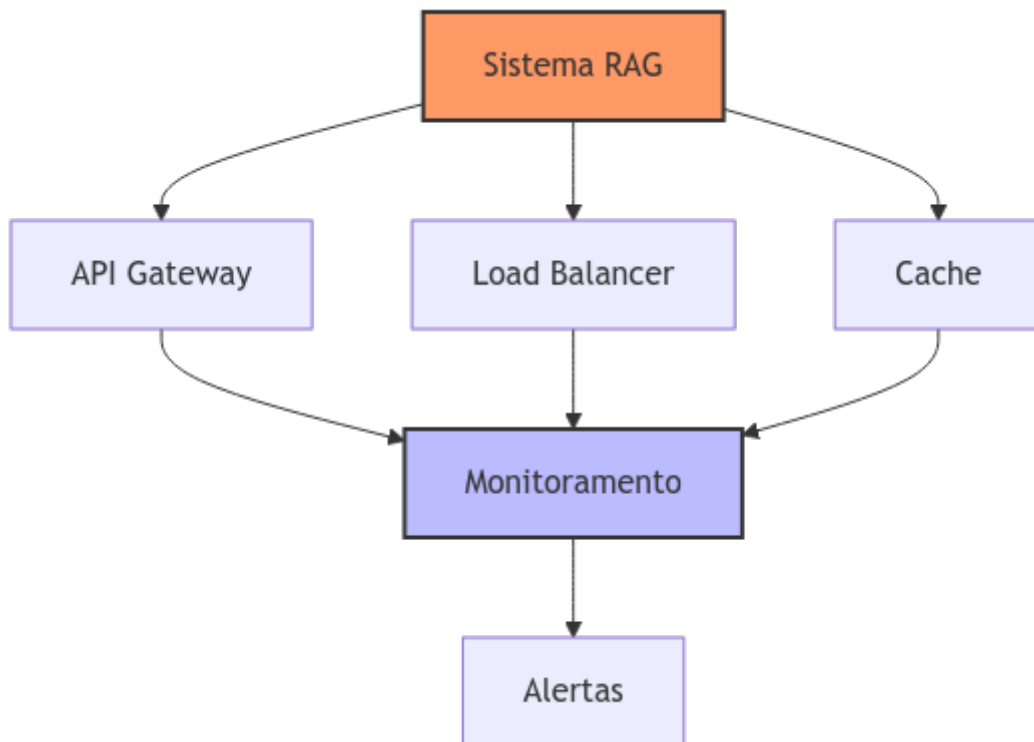 Sistema RAG
API Gateway
Load Balancer
Cache
Monitoramento
Alertas